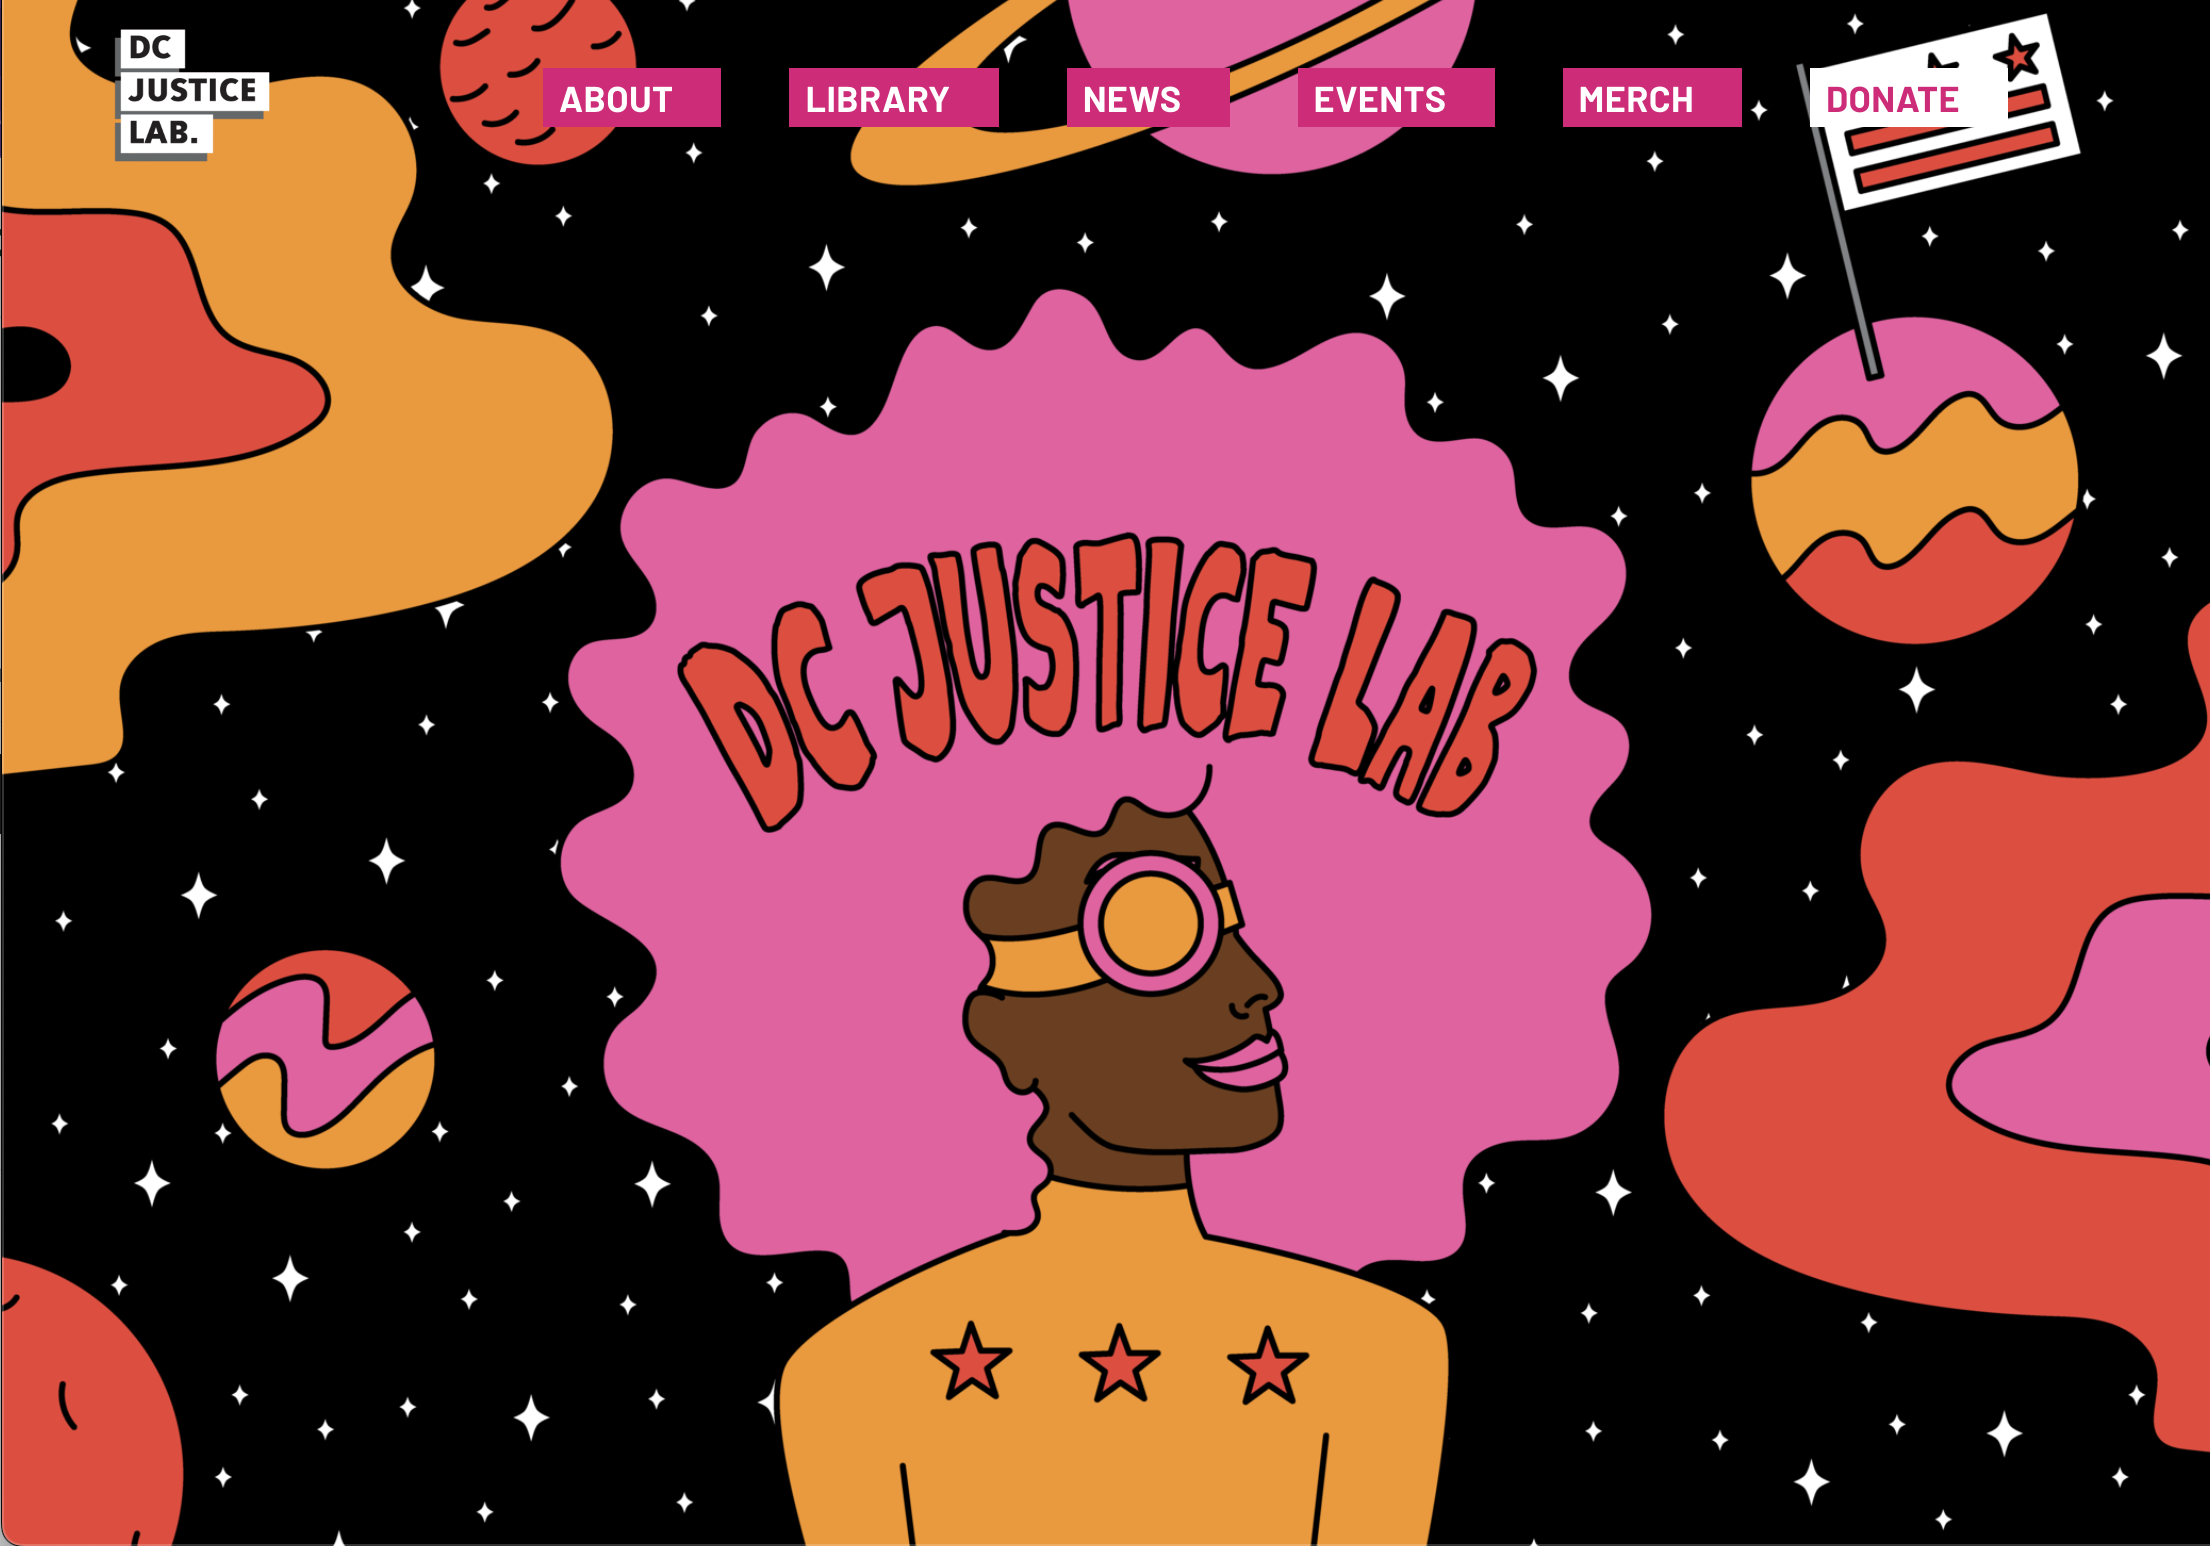 DC
JUSTICE
LAB.
ABOUT
LIBRARY
NEWS
EVENTS
MERCH
DONATE
DC JUSTICE LAB